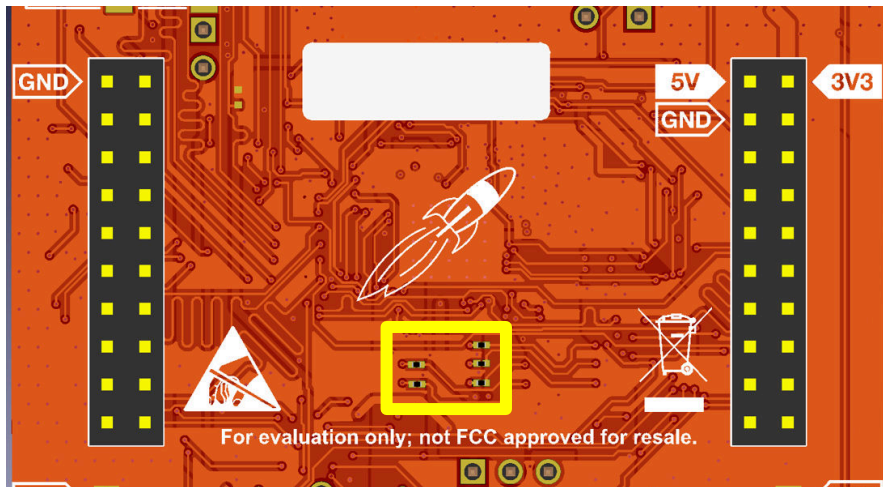 GND
5V
3V3
GND
For evaluation only; not FCC approved for resale.